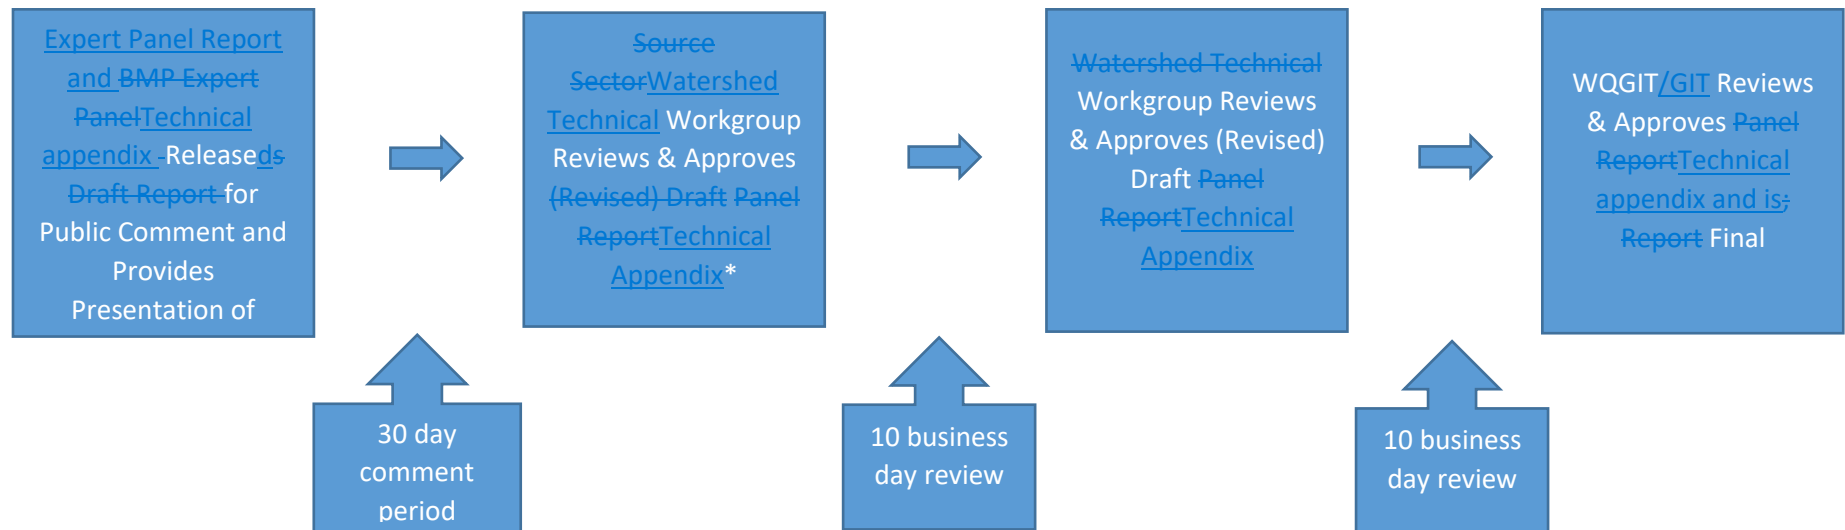 Expert Panel Report
and BMP Expert
PanelTechnical
appendix -Releaseds
Draft Report for
Public Comment and
Provides
Presentation of
Source
SectorWatershed
Technical Workgroup
Reviews & Approves
(Revised) Draft Panel
ReportTechnical
Appendix*
Watershed Technical
Workgroup Reviews
& Approves (Revised)
Draft Panel
ReportTechnical
Appendix
WQGIT/GIT Reviews
& Approves Panel
ReportTechnical
appendix and is;
Report Final
30 day
comment
period
10 business
day review
10 business
day review